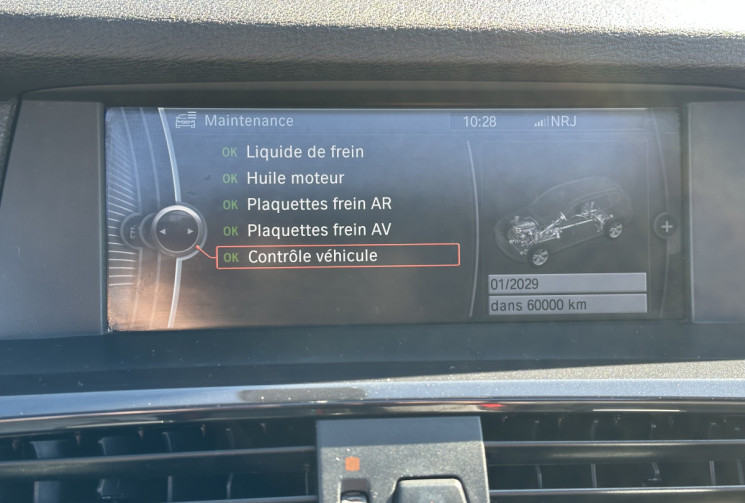 Maintenance
10:28
NRJ
OK Liquide de frein
OK Huile moteur
OK Plaquettes frein AR
OK Plaquettes frein AV
OK Contrôle véhicule
01/2029
dans 60000 km